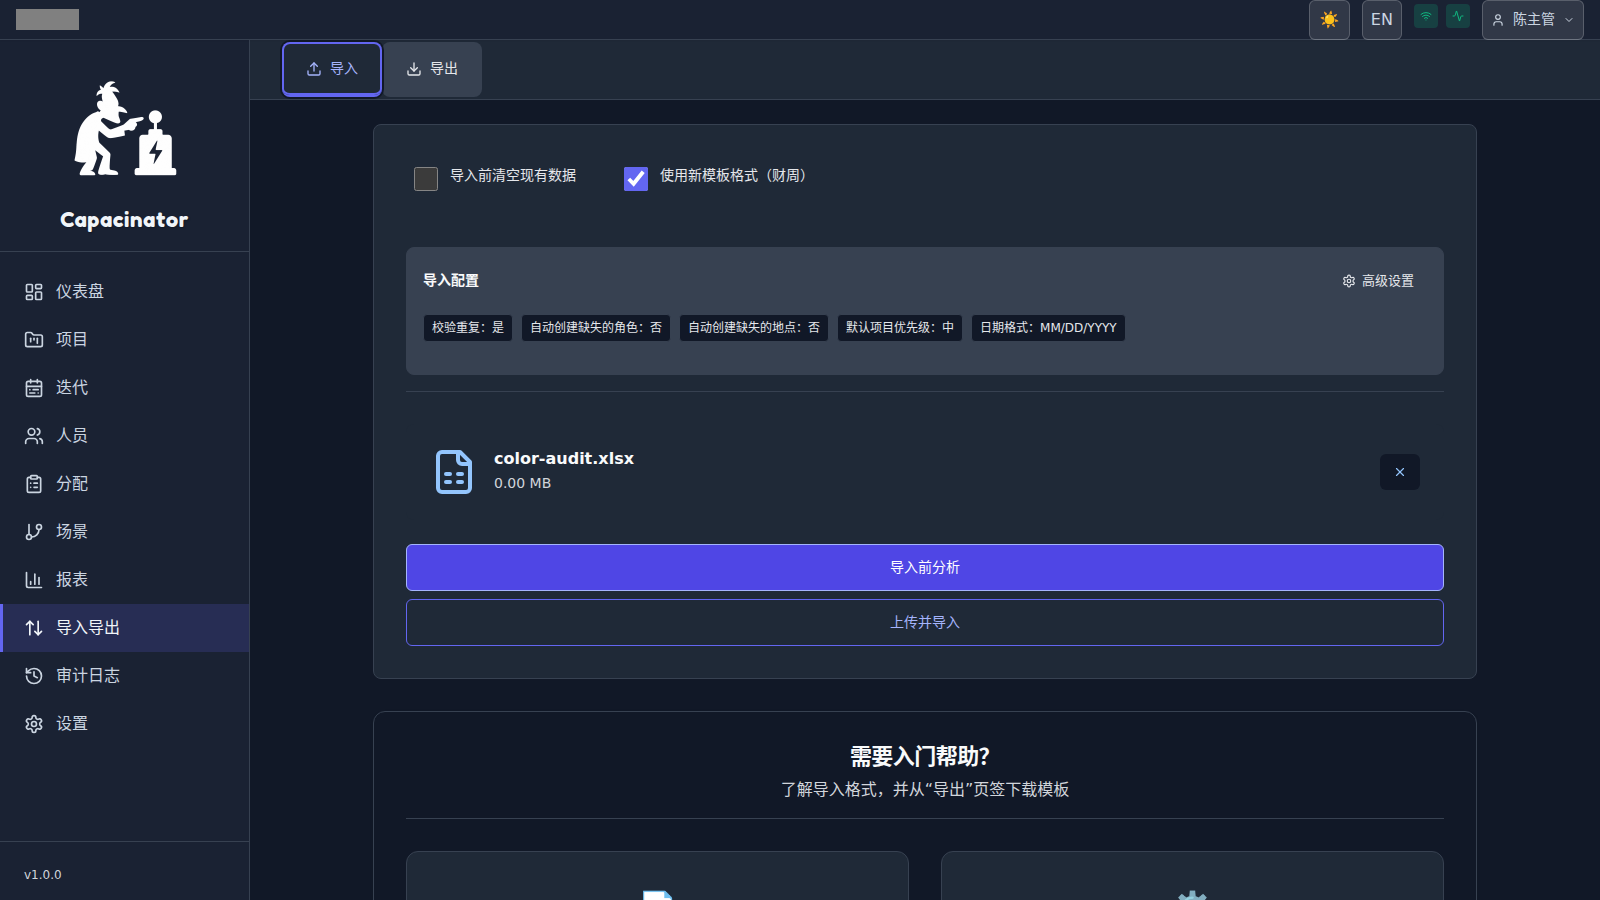 EN
陈主管
导入
导出
Capacinator
导入前清空现有数据
使用新模板格式（财周）
导入配置
高级设置
校验重复：是
自动创建缺失的角色：否
自动创建缺失的地点：否
默认项目优先级：中
日期格式：MM/DD/YYYY
仪表盘
项目
迭代
人员
分配
场景
报表
导入导出
审计日志
设置
color-audit.xlsx
0.00 MB
导入前分析
上传并导入
需要入门帮助？
了解导入格式，并从“导出”页签下载模板
v1.0.0